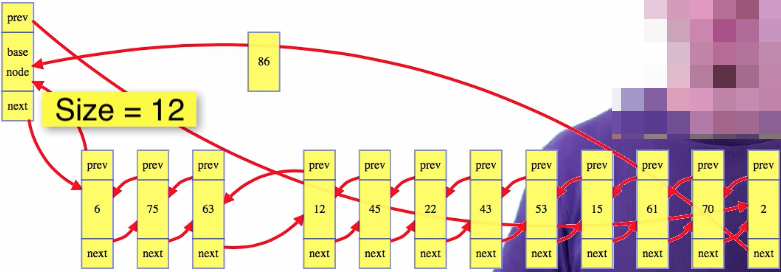 prev
base
node
next
86
Size = 12
prev prev prev prev prev prev prev prev prev prev prev prev
6 75 63 12 45 22 43 53 15 61 70 2
next next next next next next next next next next next next